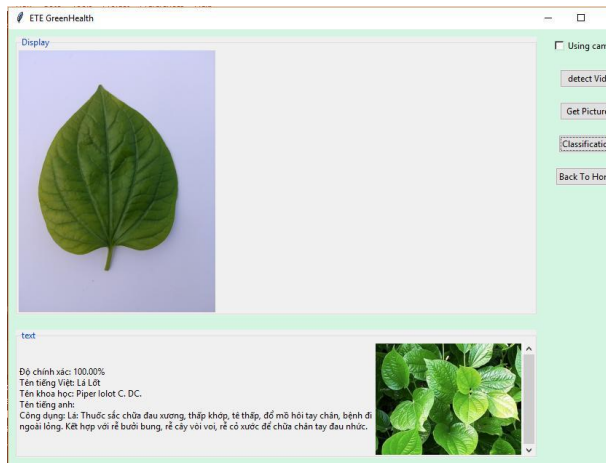 ETE GreenHealth
Display
Using cam
detect Vid
Get Picture
Classificatio
Back To Hom
text
Độ chính xác: 100.00%
Tên tiếng Việt: Lá Lốt
Tên khoa học: Piper lolot C. DC.
Tên tiếng anh:
Công dụng: Lá: Thuốc sắc chữa đau xương, thấp khớp, tê thấp, đổ mồ hôi tay chân, bệnh đi
ngoài lỏng. Kết hợp với rễ bưởi bung, rễ cây vòi voi, rễ cỏ xước để chữa chân tay đau nhức.